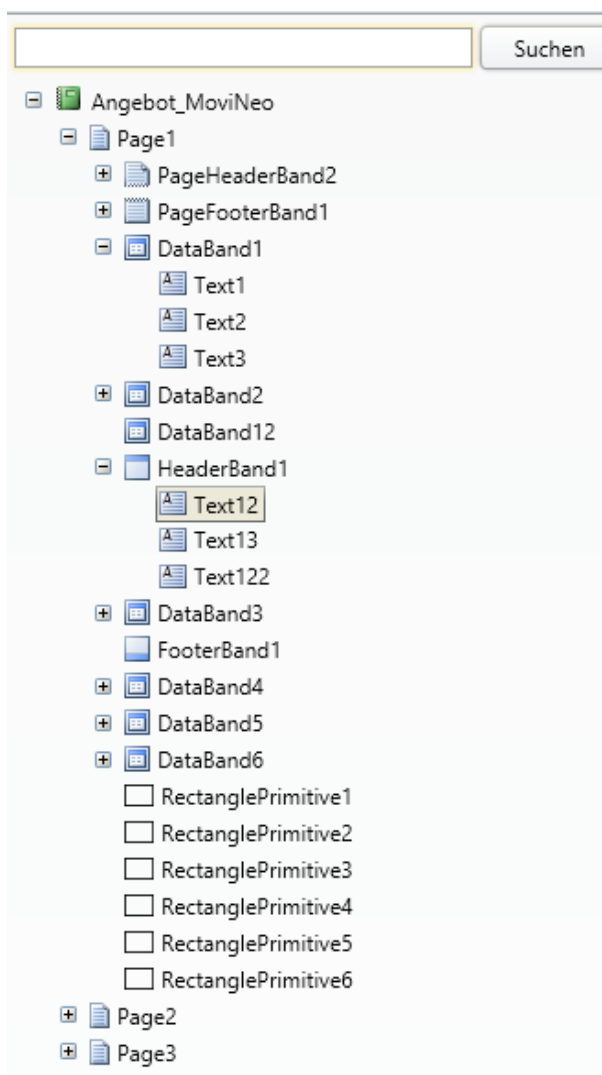 Suchen
Angebot_MoviNeo
Page1
PageHeaderBand2
PageFooterBand1
DataBand1
Text1
Text2
Text3
DataBand2
DataBand12
HeaderBand1
Text12
Text13
Text122
DataBand3
FooterBand1
DataBand4
DataBand5
DataBand6
RectanglePrimitive1
RectanglePrimitive2
RectanglePrimitive3
RectanglePrimitive4
RectanglePrimitive5
RectanglePrimitive6
Page2
Page3